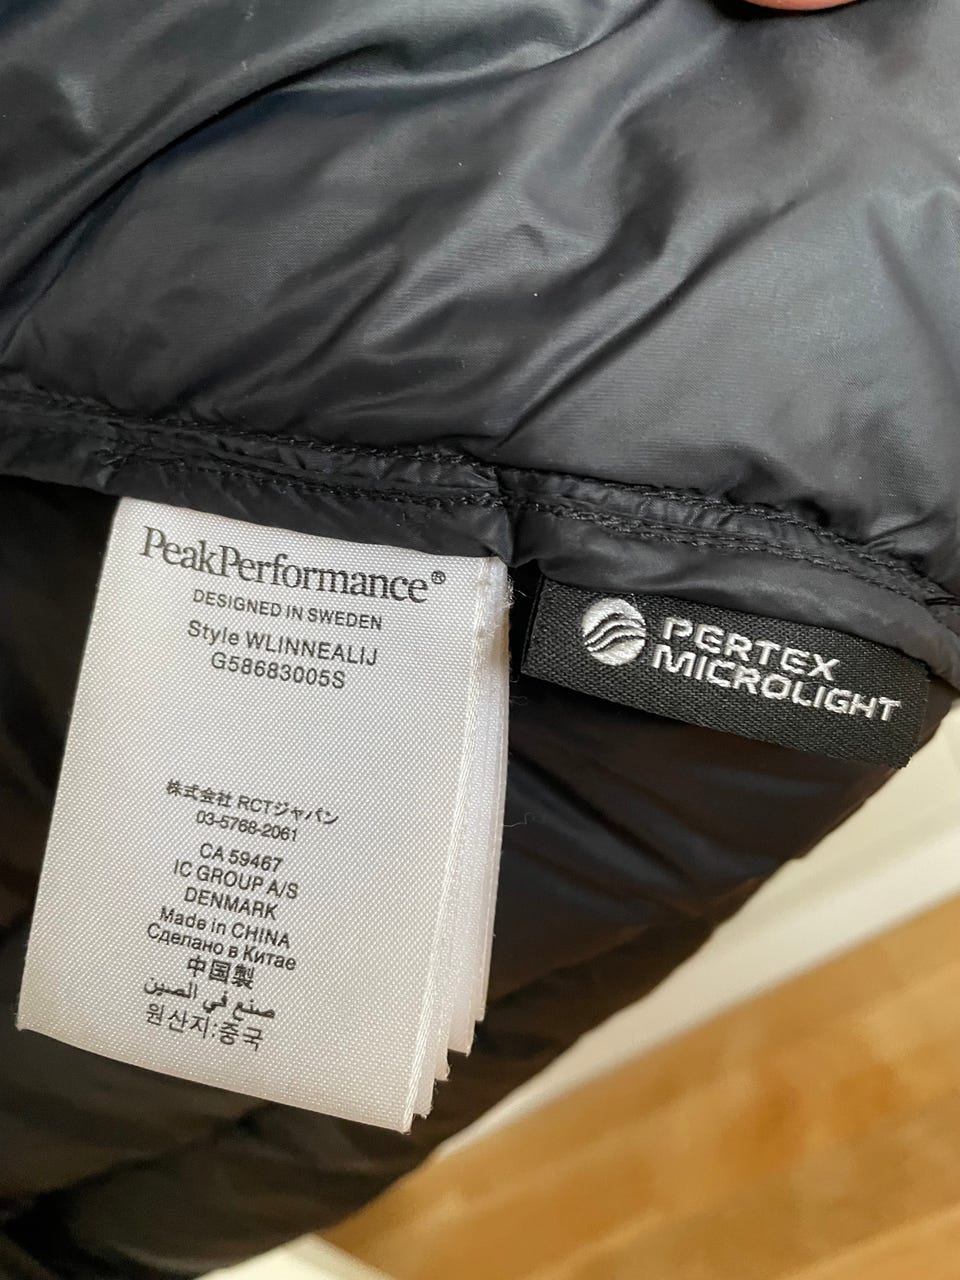 PeakPerformance®
DESIGNED IN SWEDEN
Style WLINNEALIJ
G58683005S
株式会社 RCTジャパン
03-5768-2061
CA 59467
IC GROUP A/S
DENMARK
Made in CHINA
Сделано в Китае
中国製
صنع في الصين
원산지:중국
PERTEX
MICROLIGHT